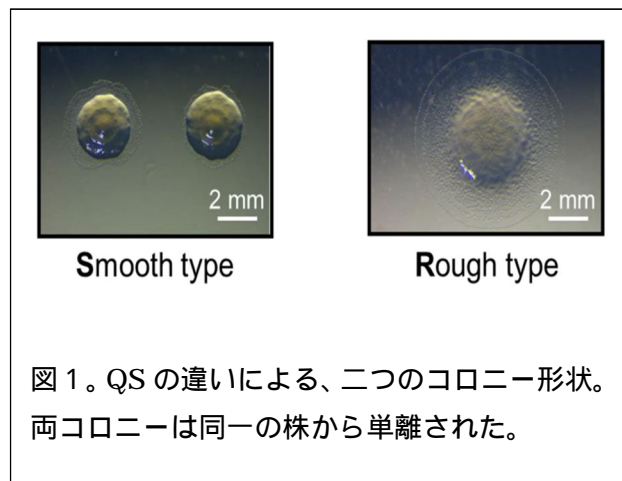 2 mm
2 mm
Smooth type
Rough type
図1。QSの違いによる、二つのコロニー形状。
両コロニーは同一の株から単離された。